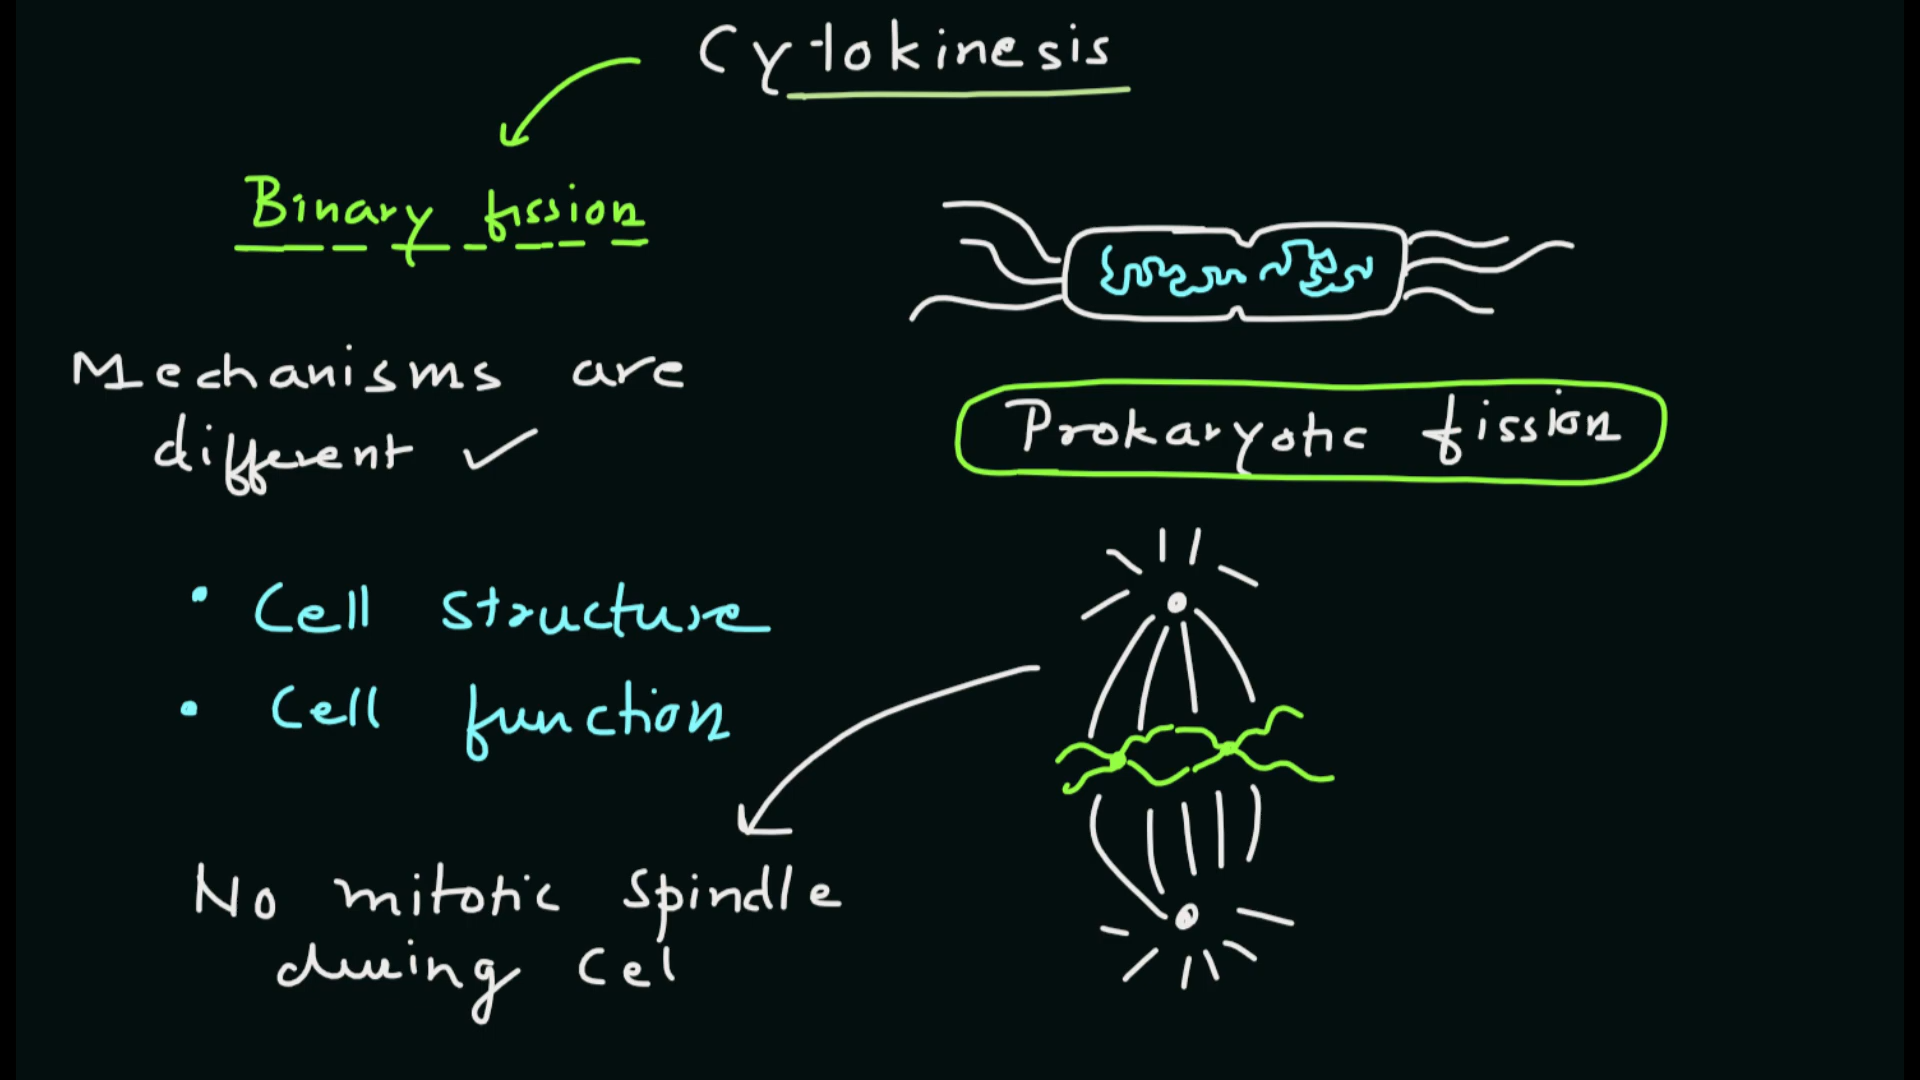 Cytokinesis
Binary fission
Mechanisms are
different ✓
Prokaryotic fission
• Cell structure
• Cell function
No mitotic spindle
during Cel